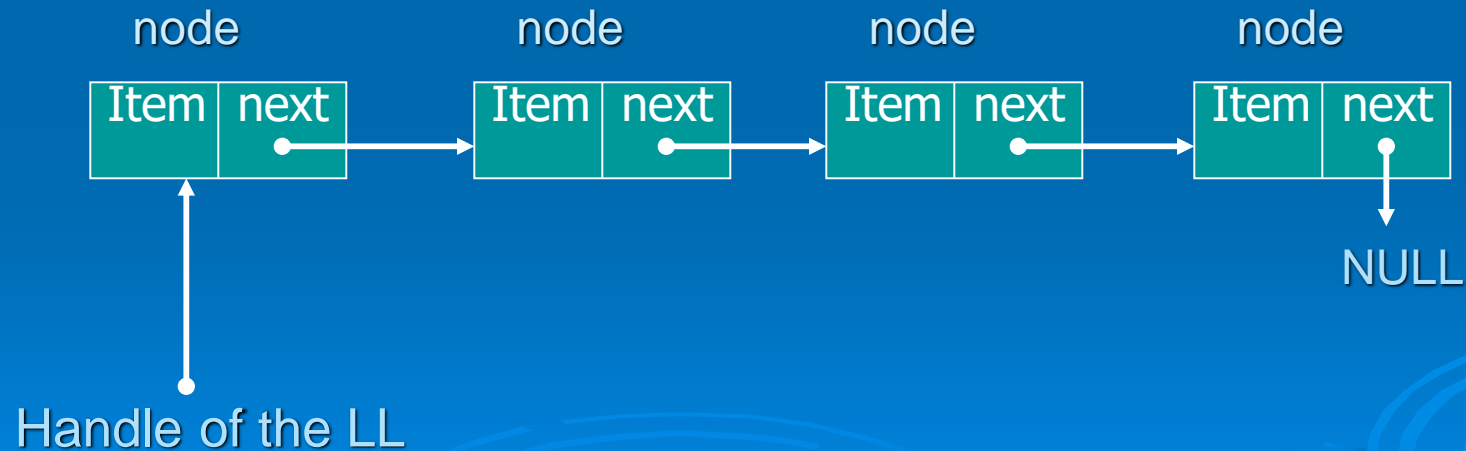 node node node node
Item next Item next Item next Item next
NULL
Handle of the LL